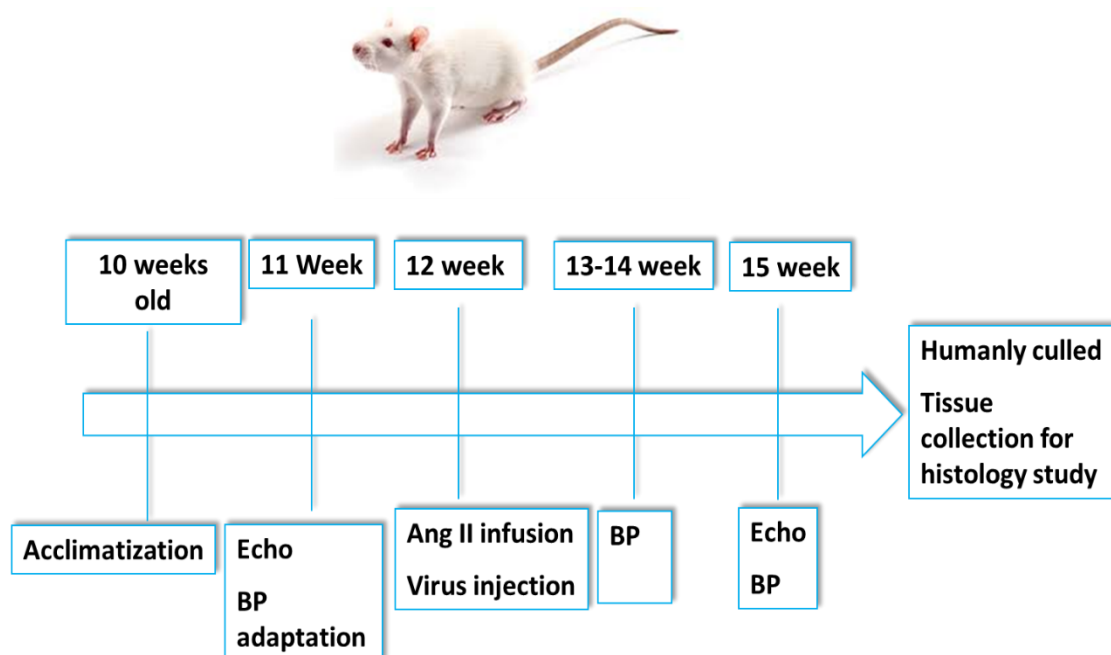 10 weeks
old
11 Week
12 week
13-14 week
15 week
Humanly culled
Tissue
collection for
histology study
Acclimatization
Echo
BP
adaptation
Ang II infusion
Virus injection
BP
Echo
BP